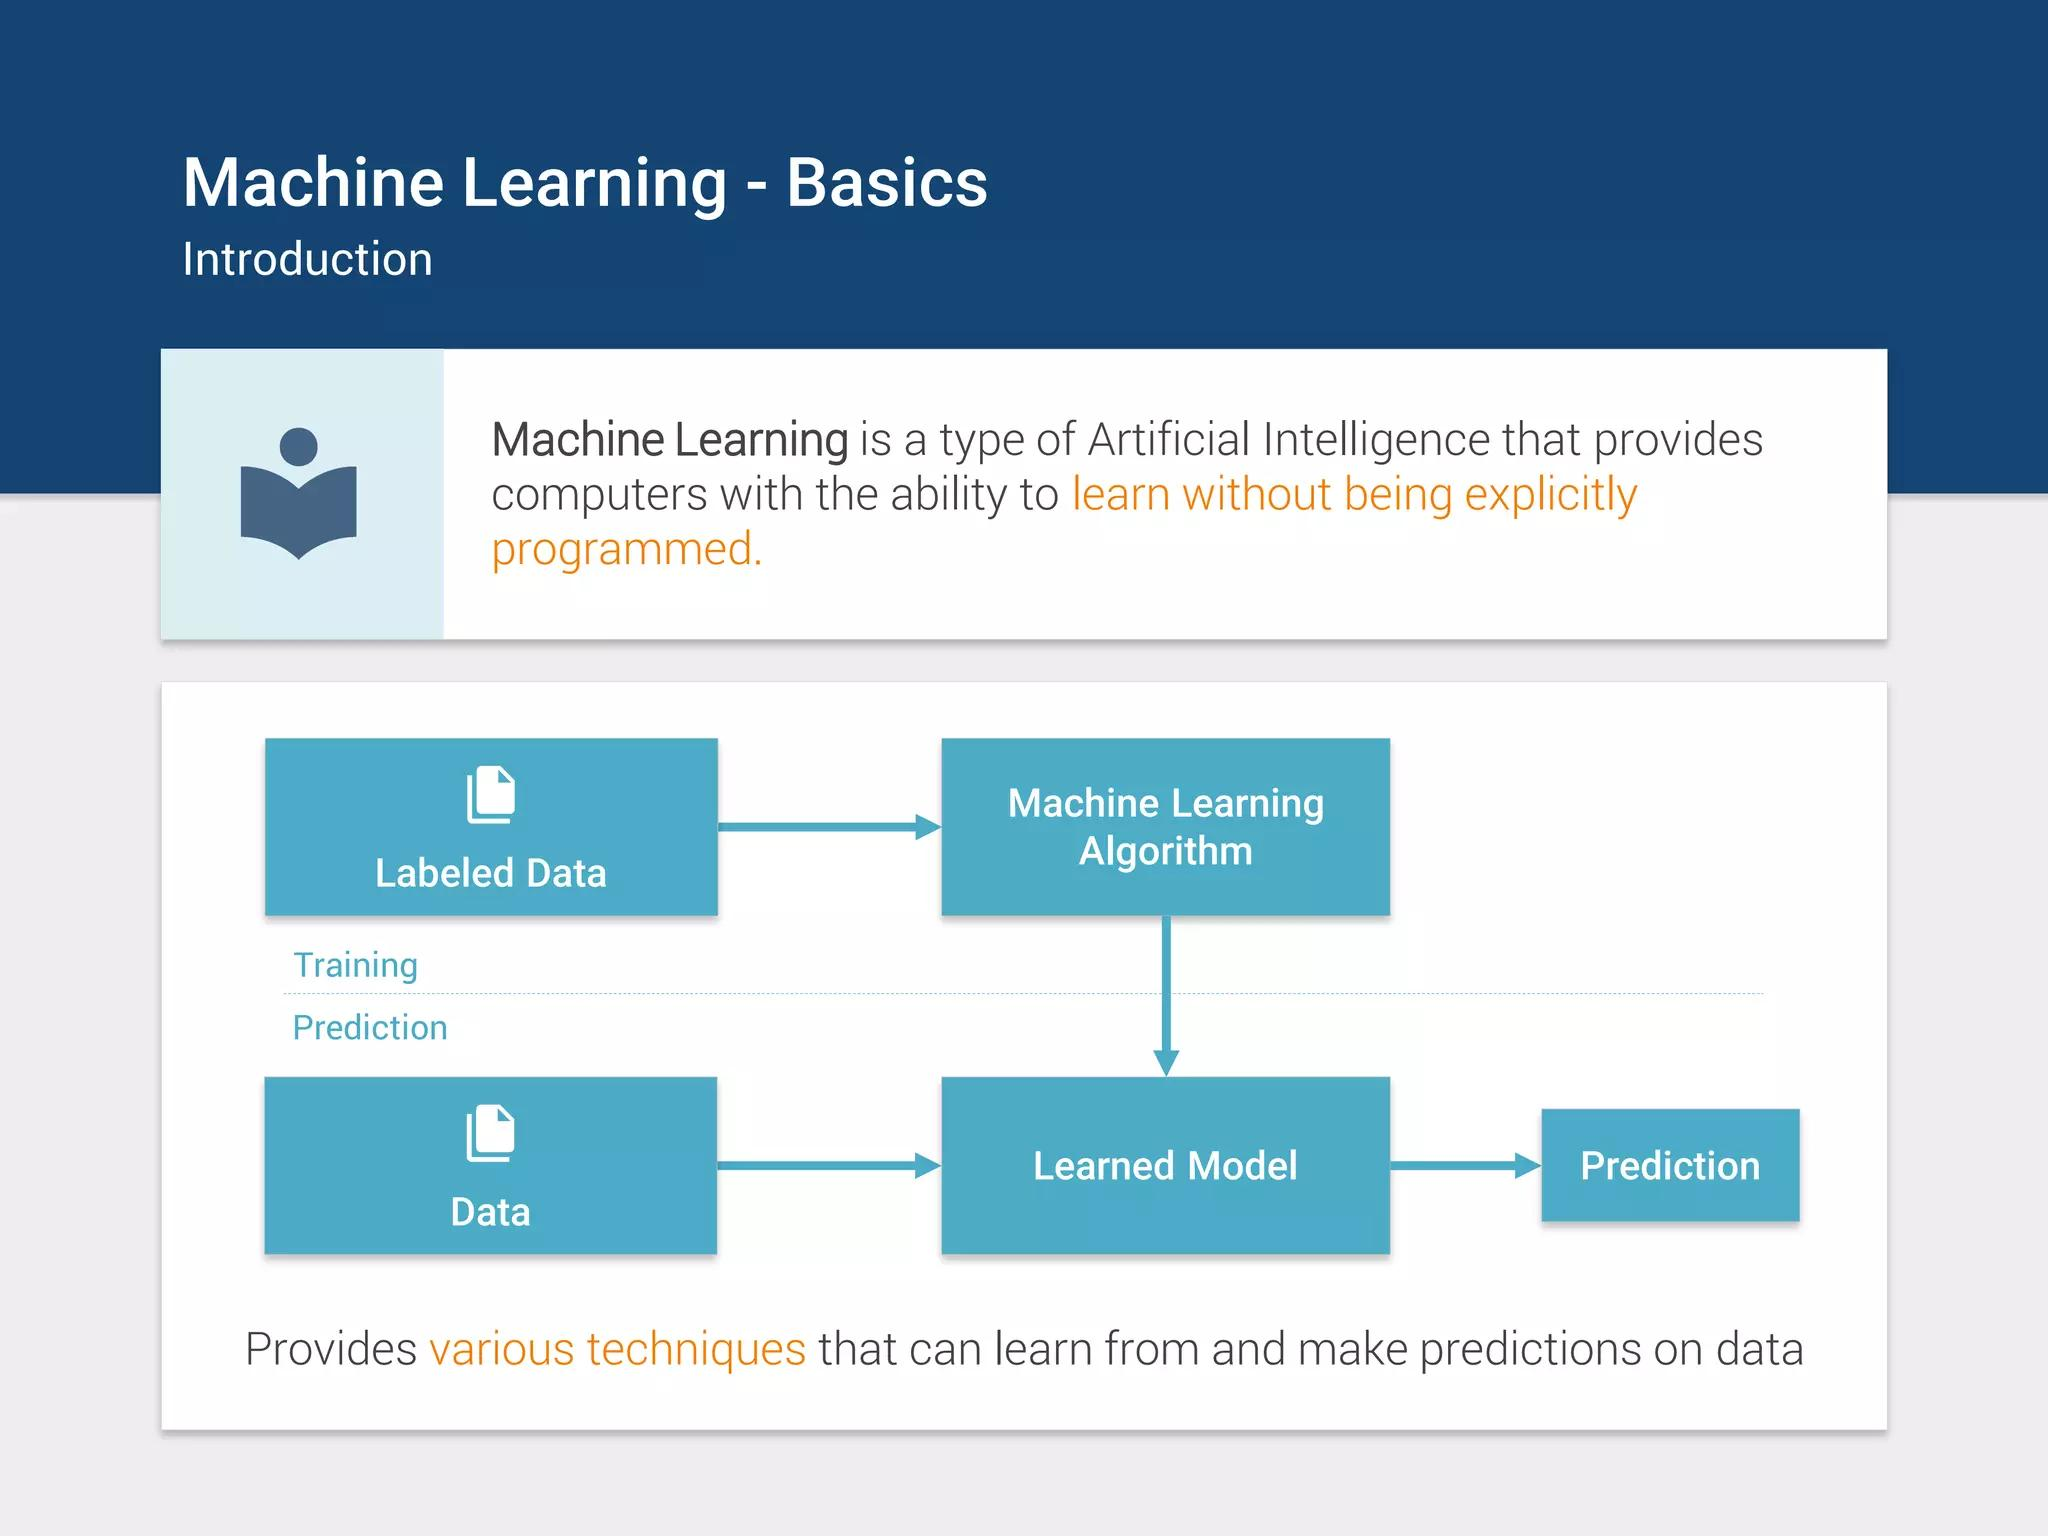 Machine Learning - Basics
Introduction
Machine Learning is a type of Artificial Intelligence that provides
computers with the ability to learn without being explicitly
programmed.
Labeled Data
Machine Learning
Algorithm
Training
Prediction
Data
Learned Model
Prediction
Provides various techniques that can learn from and make predictions on data